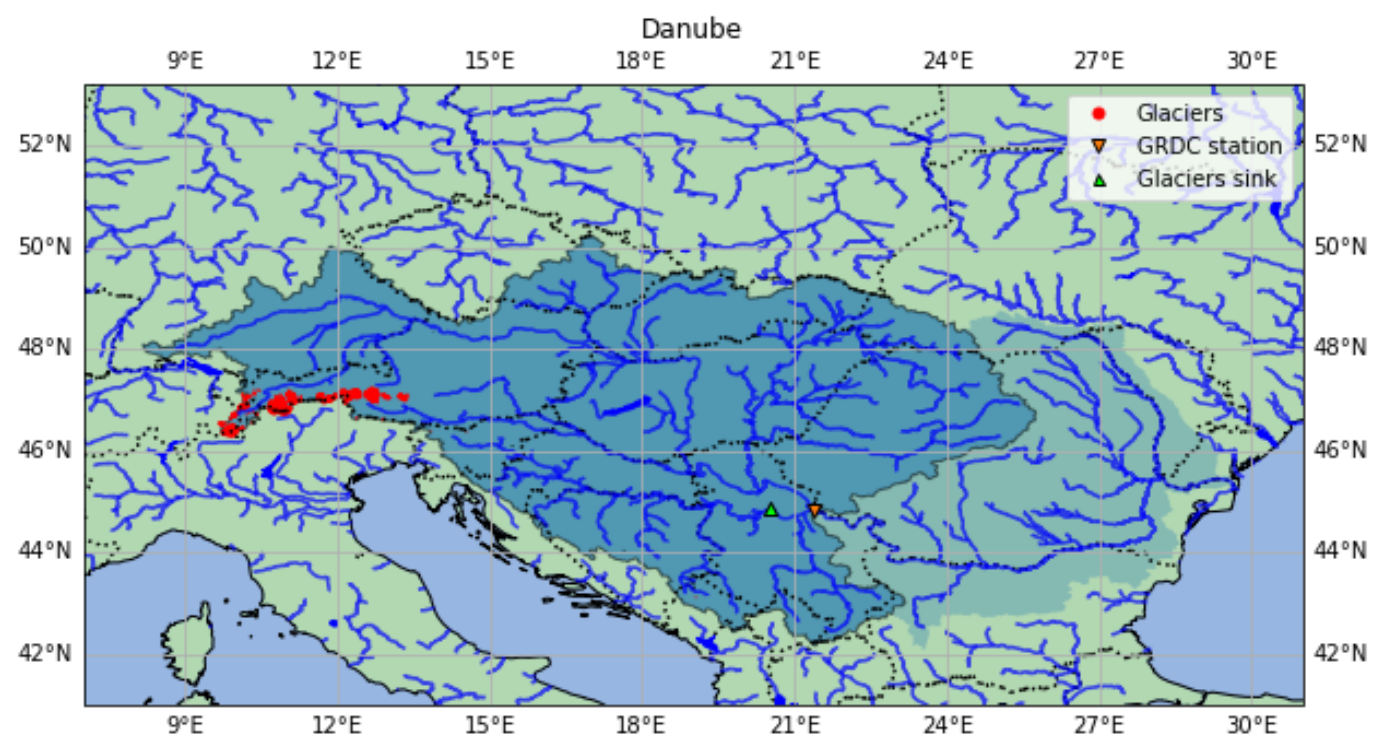 Danube
9°E 12°E 15°E 18°E 21°E 24°E 27°E 30°E
Glaciers
52°N 52°N
GRDC station
Glaciers sink
50°N 50°N
48°N 48°N
46°N 46°N
44°N 44°N
42°N 42°N
9°E 12°E 15°E 18°E 21°E 24°E 27°E 30°E